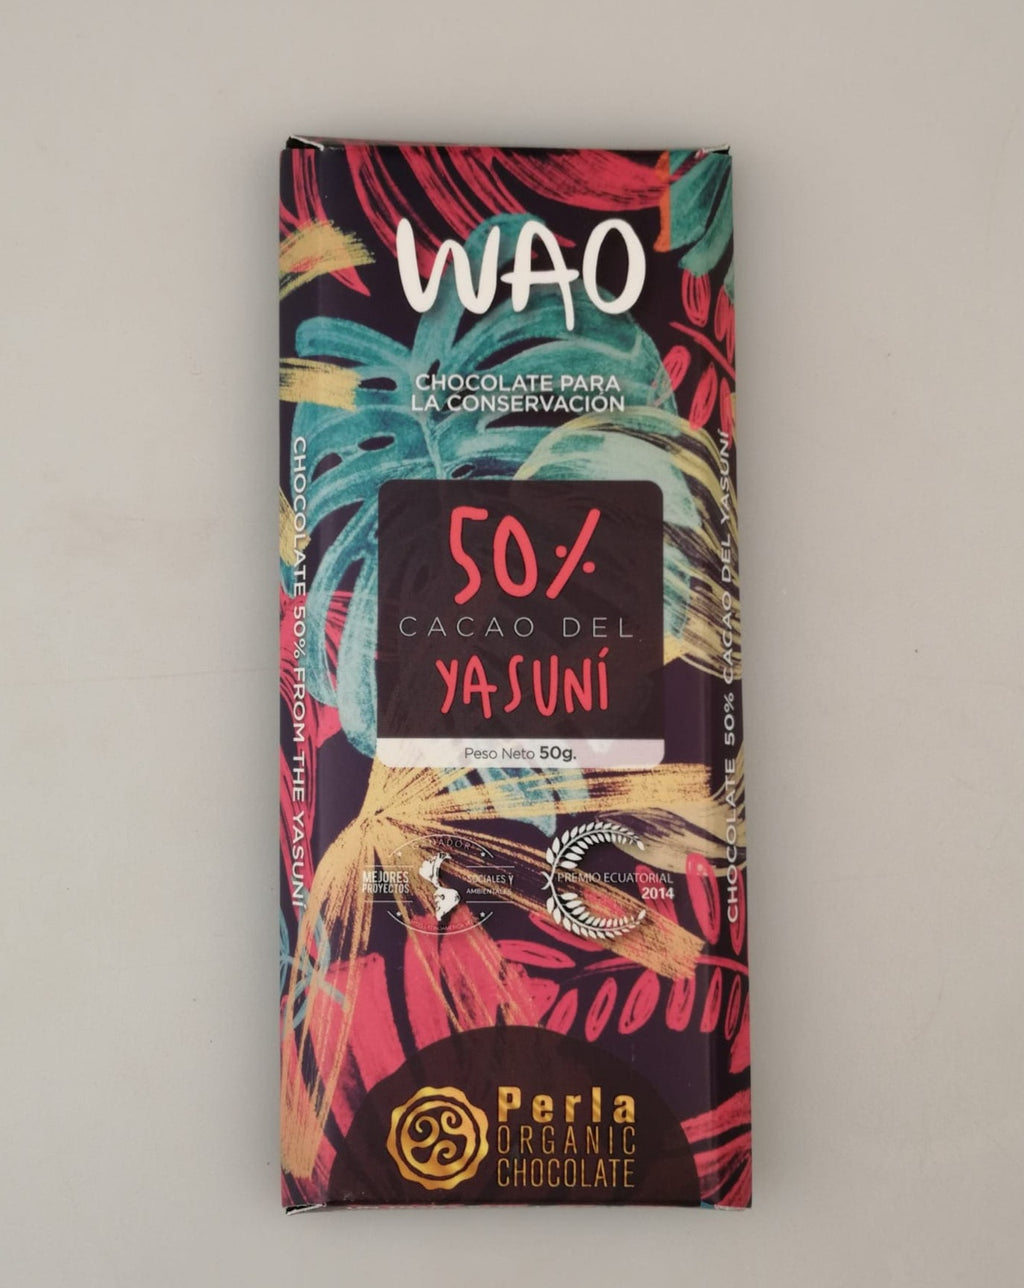 WAO
CHOCOLATE PARA
LA CONSERVACIÓN
50%
CACAO DEL
YASUNÍ
Peso Neto 50g.
CHOCOLATE 50% FROM THE YASUNÍ
CHOCOLATE 50% CACAO DEL YASUNÍ
MEJORES
PROYECTOS
SOCIALES Y
AMBIENTALES
PREMIO ECUATORIAL
2014
Perla
ORGANIC
CHOCOLATE